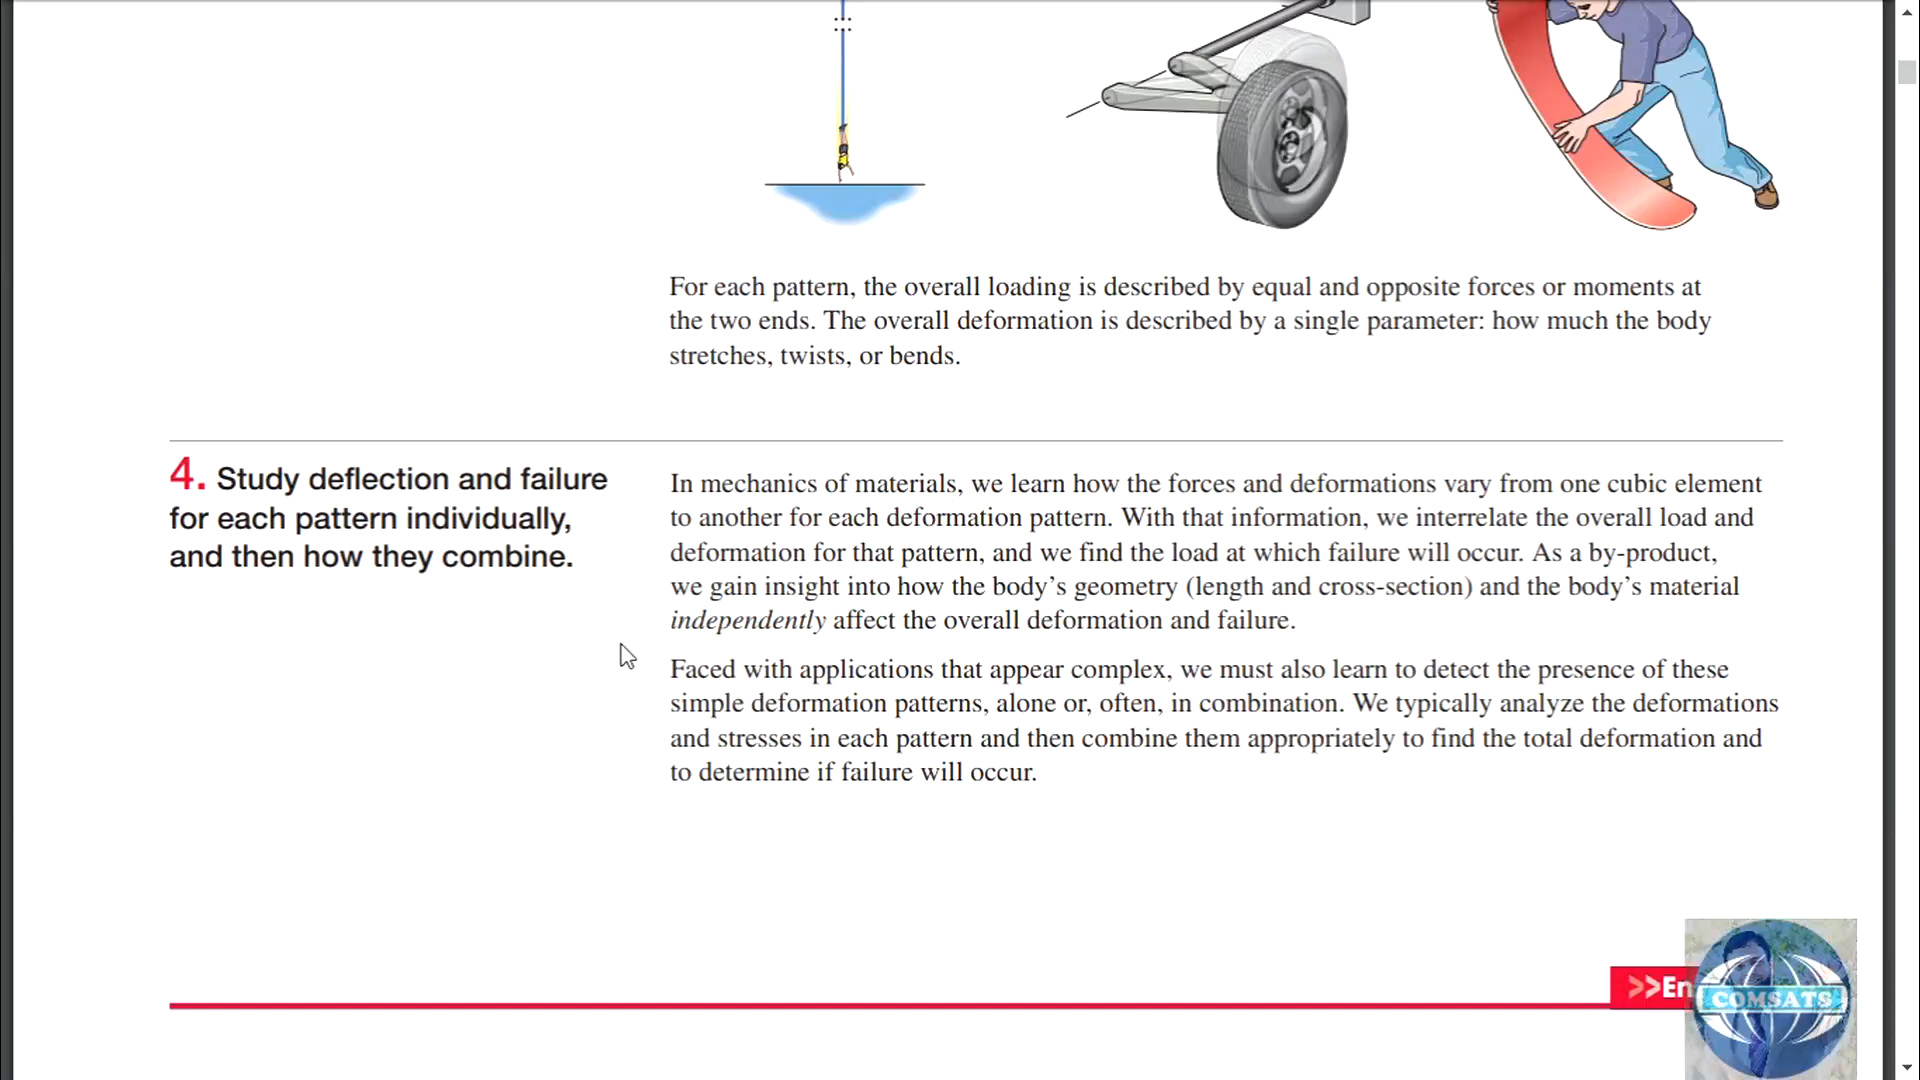 For each pattern, the overall loading is described by equal and opposite forces or moments at
the two ends. The overall deformation is described by a single parameter: how much the body
stretches, twists, or bends.
4. Study deflection and failure
for each pattern individually,
and then how they combine.
In mechanics of materials, we learn how the forces and deformations vary from one cubic element
to another for each deformation pattern. With that information, we interrelate the overall load and
deformation for that pattern, and we find the load at which failure will occur. As a by-product,
we gain insight into how the body’s geometry (length and cross-section) and the body’s material
independently affect the overall deformation and failure.
Faced with applications that appear complex, we must also learn to detect the presence of these
simple deformation patterns, alone or, often, in combination. We typically analyze the deformations
and stresses in each pattern and then combine them appropriately to find the total deformation and
to determine if failure will occur.
>>En
COMSATS